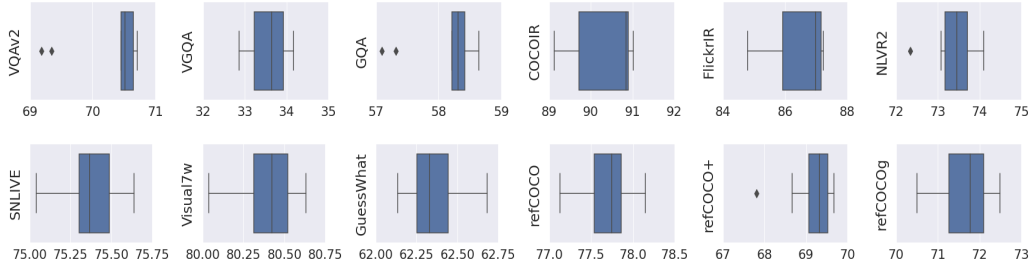 VQAv2
69 70 71
VGQA
32 33 34 35
GQA
57 58 59
COCOIR
89 90 91 92
FlickrIR
84 86 88
NLVR2
72 73 74 75
SNLIVE
75.00 75.25 75.50 75.75
Visual7w
80.00 80.25 80.50 80.75
GuessWhat
62.00 62.25 62.50 62.75
refCOCO
77.0 77.5 78.0 78.5
refCOCO+
67 68 69 70
refCOCOg
70 71 72 73